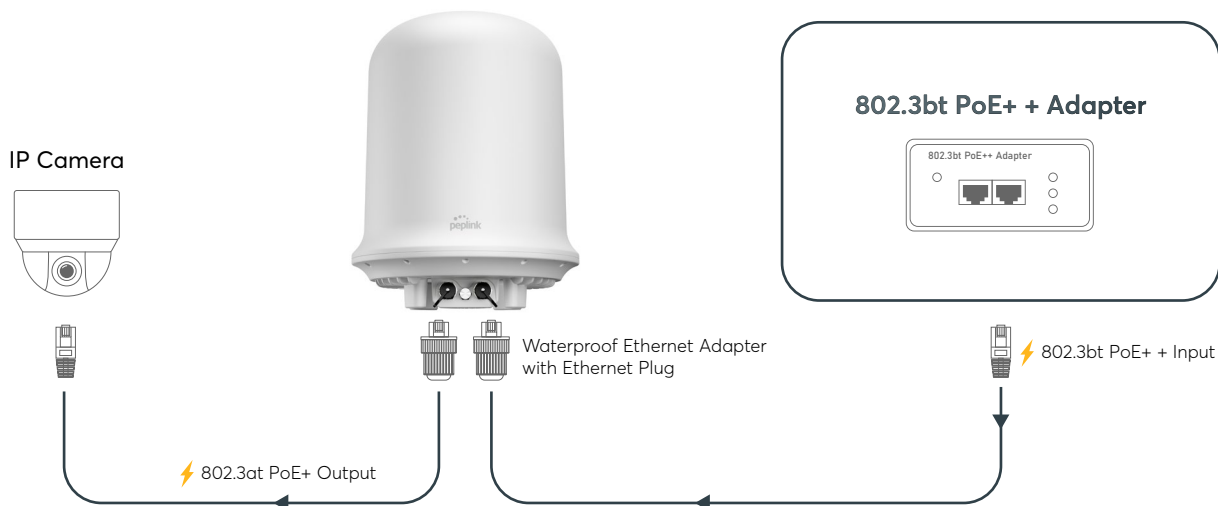 802.3bt PoE+ + Adapter
802.3bt PoE++ Adapter
IP Camera
peplink
Waterproof Ethernet Adapter
with Ethernet Plug
802.3bt PoE+ + Input
802.3at PoE+ Output